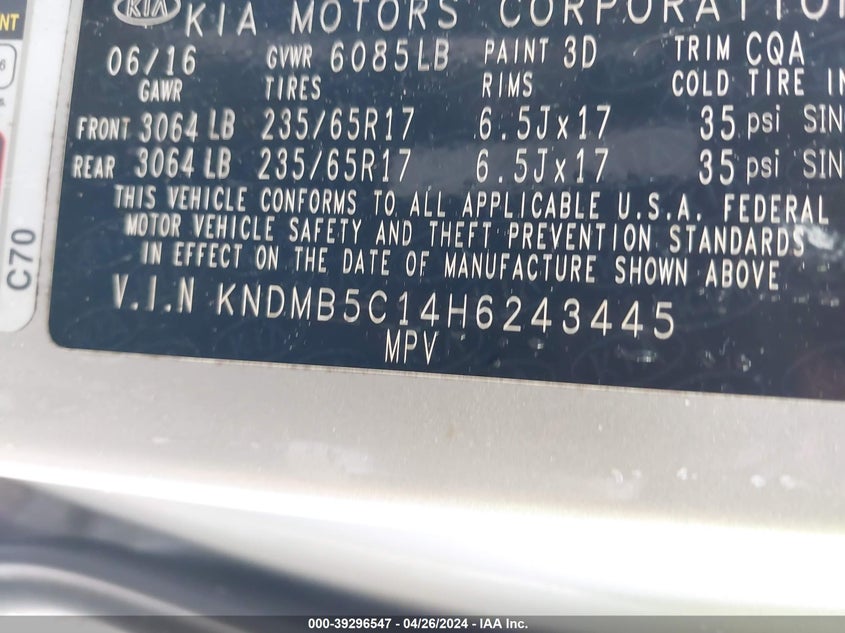 KIA
KIA MOTORS CORPORATION
06/16 GVWR 6085LB PAINT 3D TRIM CQA
GAWR TIRES RIMS COLD TIRE IN
FRONT 3064 LB 235/65R17 6.5Jx17 35 psi SIN
REAR 3064 LB 235/65R17 6.5Jx17 35 psi SIN
THIS VEHICLE CONFORMS TO ALL APPLICABLE U.S.A. FEDERAL
MOTOR VEHICLE SAFETY AND THEFT PREVENTION STANDARDS
IN EFFECT ON THE DATE OF MANUFACTURE SHOWN ABOVE
V.I.N KNDMB5C14H6243445
MPV
C70
000-39296547 / 04/26/2024 - IAA Inc.